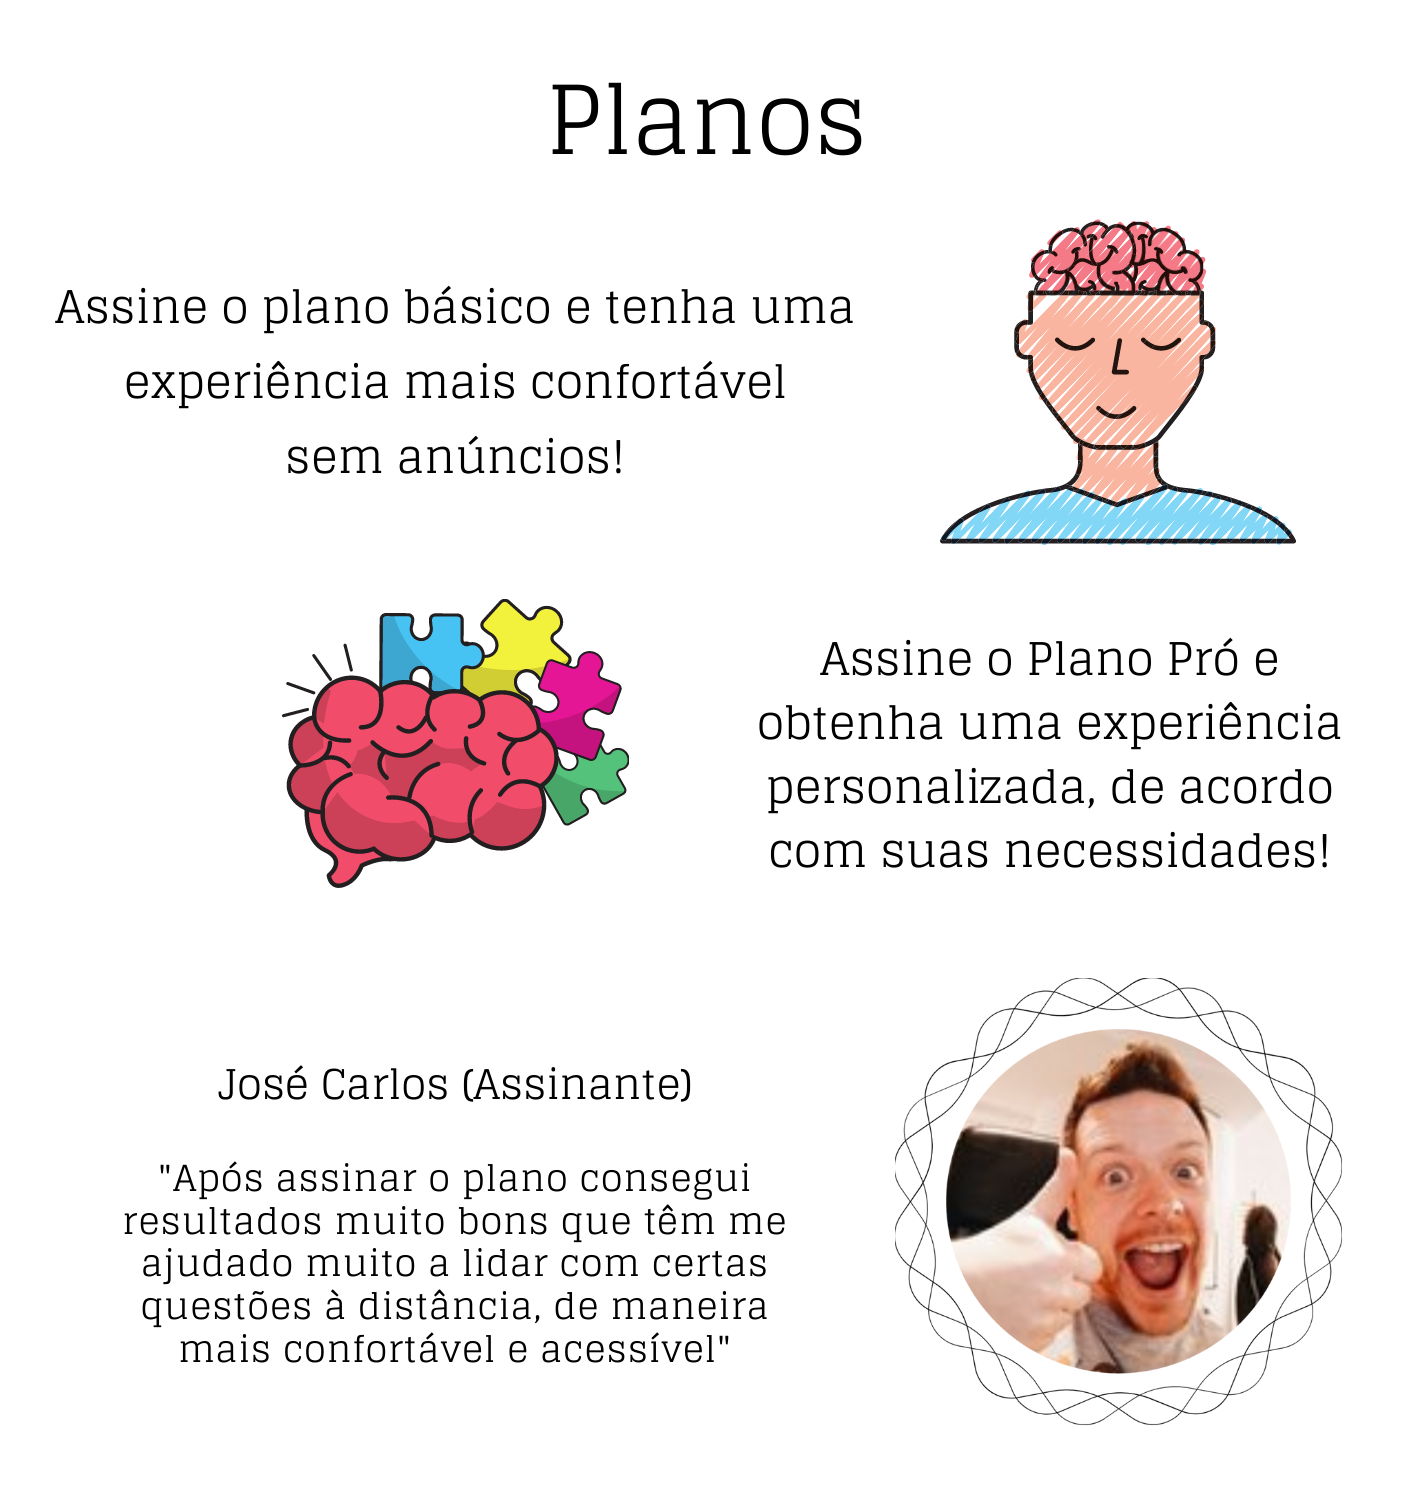 Planos
Assine o plano básico e tenha uma
experiência mais confortável
sem anúncios!
Assine o Plano Pró e
obtenha uma experiência
personalizada, de acordo
com suas necessidades!
José Carlos (Assinante)
"Após assinar o plano consegui
resultados muito bons que têm me
ajudado muito a lidar com certas
questões à distância, de maneira
mais confortável e acessível"